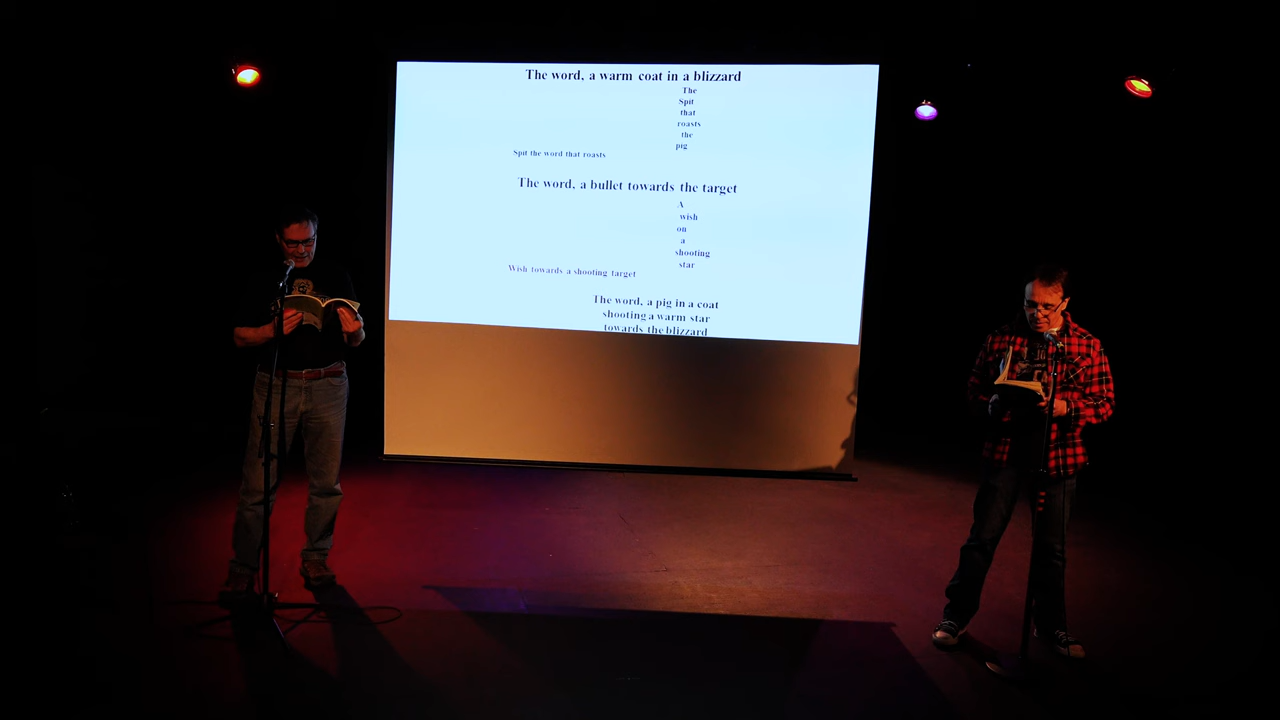 The word, a warm coat in a blizzard
The
Spit
that
roasts
the
pig
Spit the word that roasts
The word, a bullet towards the target
A
wish
on
a
shooting
star
Wish towards a shooting target
The word, a pig in a coat
shooting a warm star
towards the blizzard